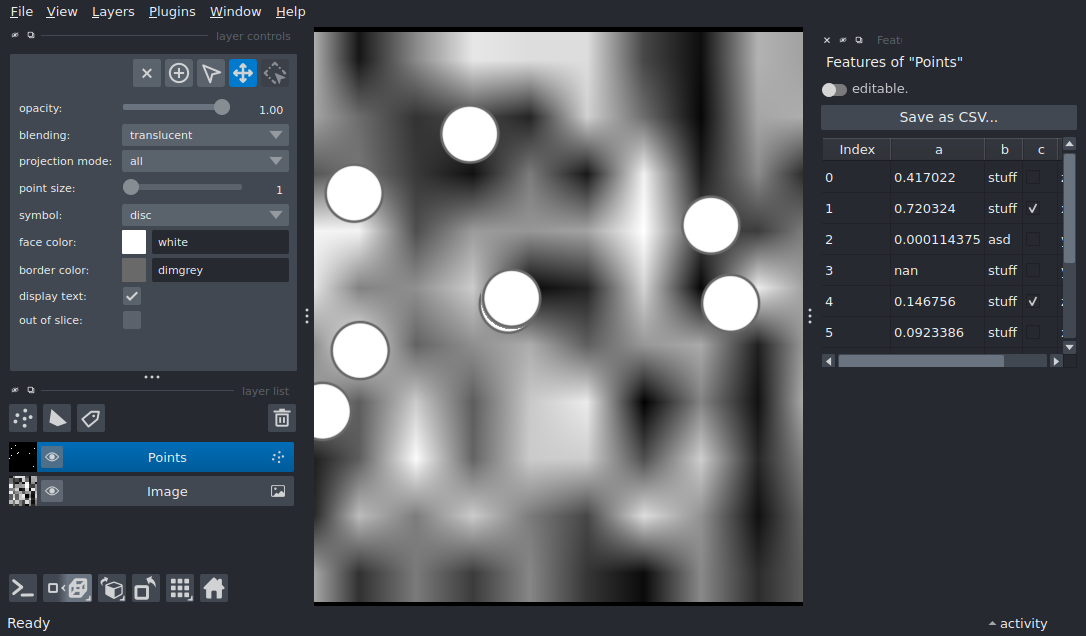 File View Layers Plugins Window Help
layer controls
opacity: 1.00
blending: translucent
projection mode: all
point size: 1
symbol: disc
face color: white
border color: dimgrey
display text:
out of slice:
layer list
Points
Image
Ready
Features of "Points"
editable.
Save as CSV...
Index a b c
0 0.417022 stuff
1 0.720324 stuff
2 0.000114375 asd
3 nan stuff
4 0.146756 stuff
5 0.0923386 stuff
activity